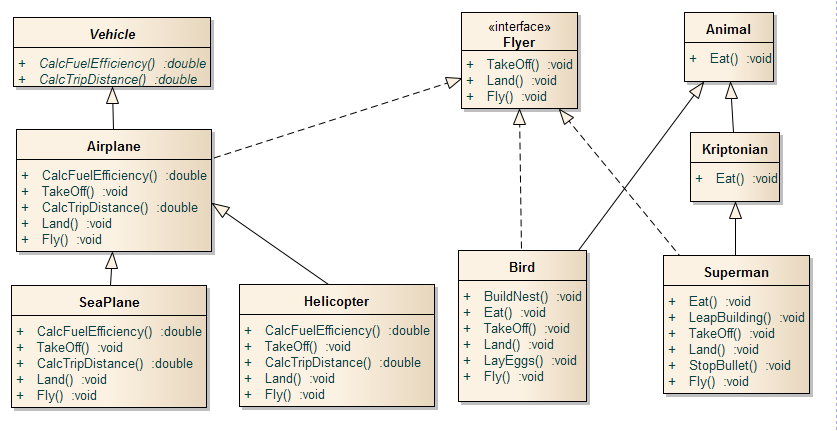 Vehicle
+ CalcFuelEfficiency() :double
+ CalcTripDistance() :double
«interface»
Flyer
+ TakeOff() :void
+ Land() :void
+ Fly() :void
Animal
+ Eat() :void
Airplane
+ CalcFuelEfficiency() :double
+ TakeOff() :void
+ CalcTripDistance() :double
+ Land() :void
+ Fly() :void
Kriptonian
+ Eat() :void
SeaPlane
+ CalcFuelEfficiency() :double
+ TakeOff() :void
+ CalcTripDistance() :double
+ Land() :void
+ Fly() :void
Helicopter
+ CalcFuelEfficiency() :double
+ TakeOff() :void
+ CalcTripDistance() :double
+ Land() :void
+ Fly() :void
Bird
+ BuildNest() :void
+ Eat() :void
+ TakeOff() :void
+ Land() :void
+ LayEggs() :void
+ Fly() :void
Superman
+ Eat() :void
+ LeapBuilding() :void
+ TakeOff() :void
+ Land() :void
+ StopBullet() :void
+ Fly() :void